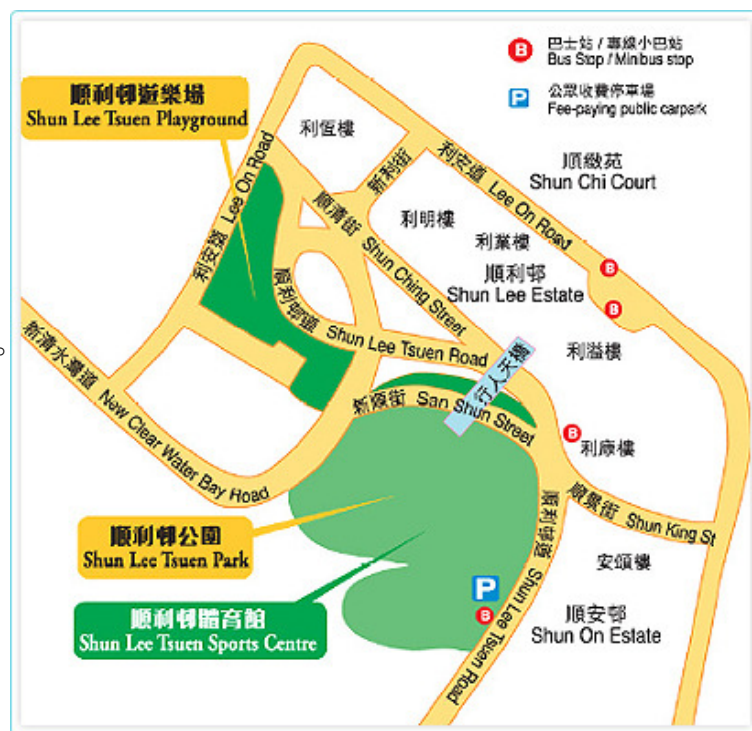 巴士站 / 專線小巴站
Bus Stop / Minibus stop
公眾收費停車場
Fee-paying public carpark
順利邨遊樂場
Shun Lee Tsuen Playground
利恆樓
新利街
利安道 Lee On Road
順緻苑
Shun Chi Court
利安道 Lee On Road
順清街 Shun Ching Street
利明樓
利業樓
順利邨
Shun Lee Estate
順利邨道 Shun Lee Tsuen Road
行人天橋
利溢樓
新清水灣道 New Clear Water Bay Road
新順街 San Shun Street
利康樓
順景街 Shun King St
順利邨公園
Shun Lee Tsuen Park
安頌樓
順利邨道 Shun Lee Tsuen Road
順利邨體育館
Shun Lee Tsuen Sports Centre
順安邨
Shun On Estate
B
P
B
B
B
P
B